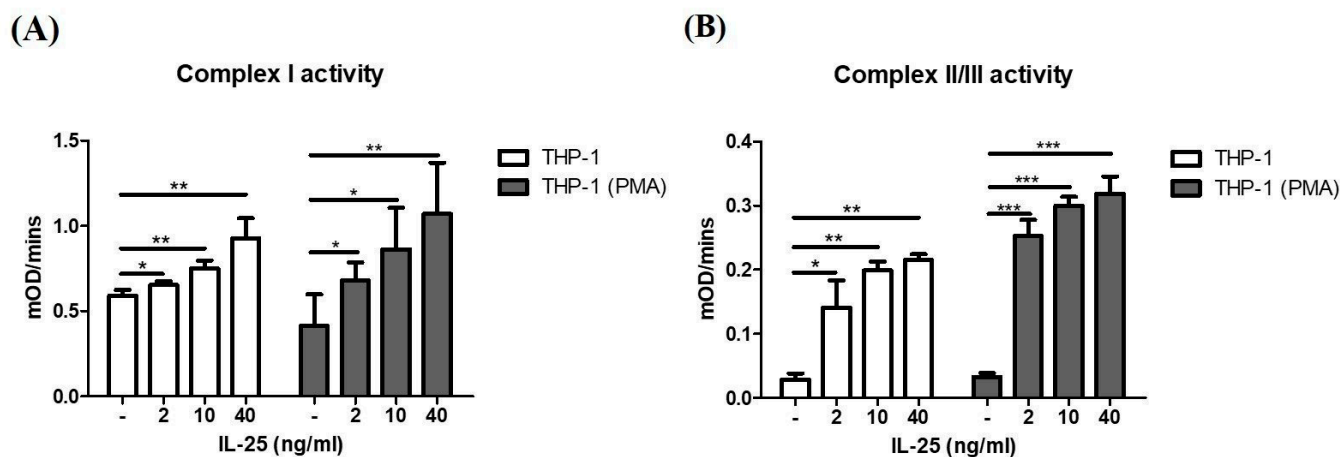 (A)
Complex I activity
mOD/mins
1.5
1.0
0.5
0.0
**
**
*
**
*
*
- 2 10 40 - 2 10 40
IL-25 (ng/ml)
THP-1
THP-1 (PMA)
(B)
Complex II/III activity
mOD/mins
0.4
0.3
0.2
0.1
0.0
**
**
*
***
***
***
- 2 10 40 - 2 10 40
IL-25 (ng/ml)
THP-1
THP-1 (PMA)